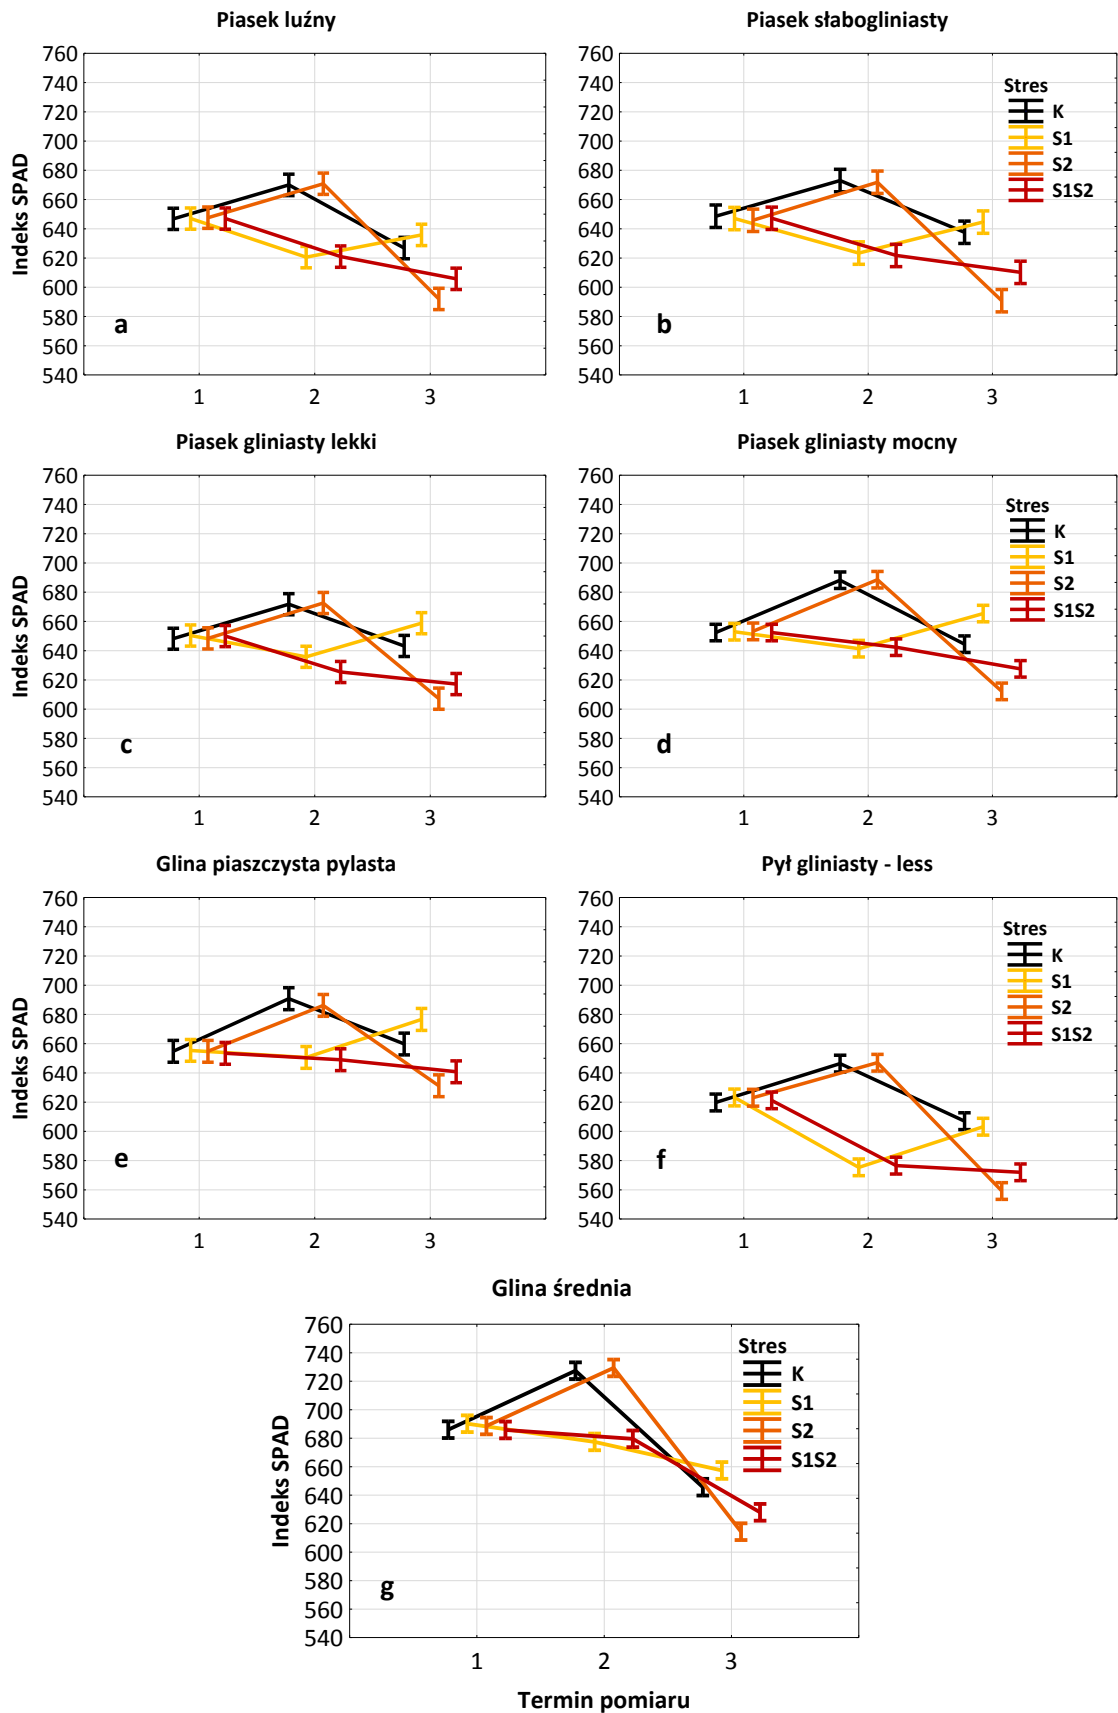 Piasek luźny
Indeks SPAD
760
740
720
700
680
660
640
620
600
580
560
540
a
1 2 3
Piasek słabogliniasty
760
740
720
700
680
660
640
620
600
580
560
540
Stres
K
S1
S2
S1S2
b
1 2 3
Piasek gliniasty lekki
Indeks SPAD
760
740
720
700
680
660
640
620
600
580
560
540
c
1 2 3
Piasek gliniasty mocny
760
740
720
700
680
660
640
620
600
580
560
540
Stres
K
S1
S2
S1S2
d
1 2 3
Glina piaszczysta pylasta
Indeks SPAD
760
740
720
700
680
660
640
620
600
580
560
540
e
1 2 3
Pył gliniasty - less
760
740
720
700
680
660
640
620
600
580
560
540
Stres
K
S1
S2
S1S2
f
1 2 3
Glina średnia
Indeks SPAD
760
740
720
700
680
660
640
620
600
580
560
540
Stres
K
S1
S2
S1S2
g
1 2 3
Termin pomiaru